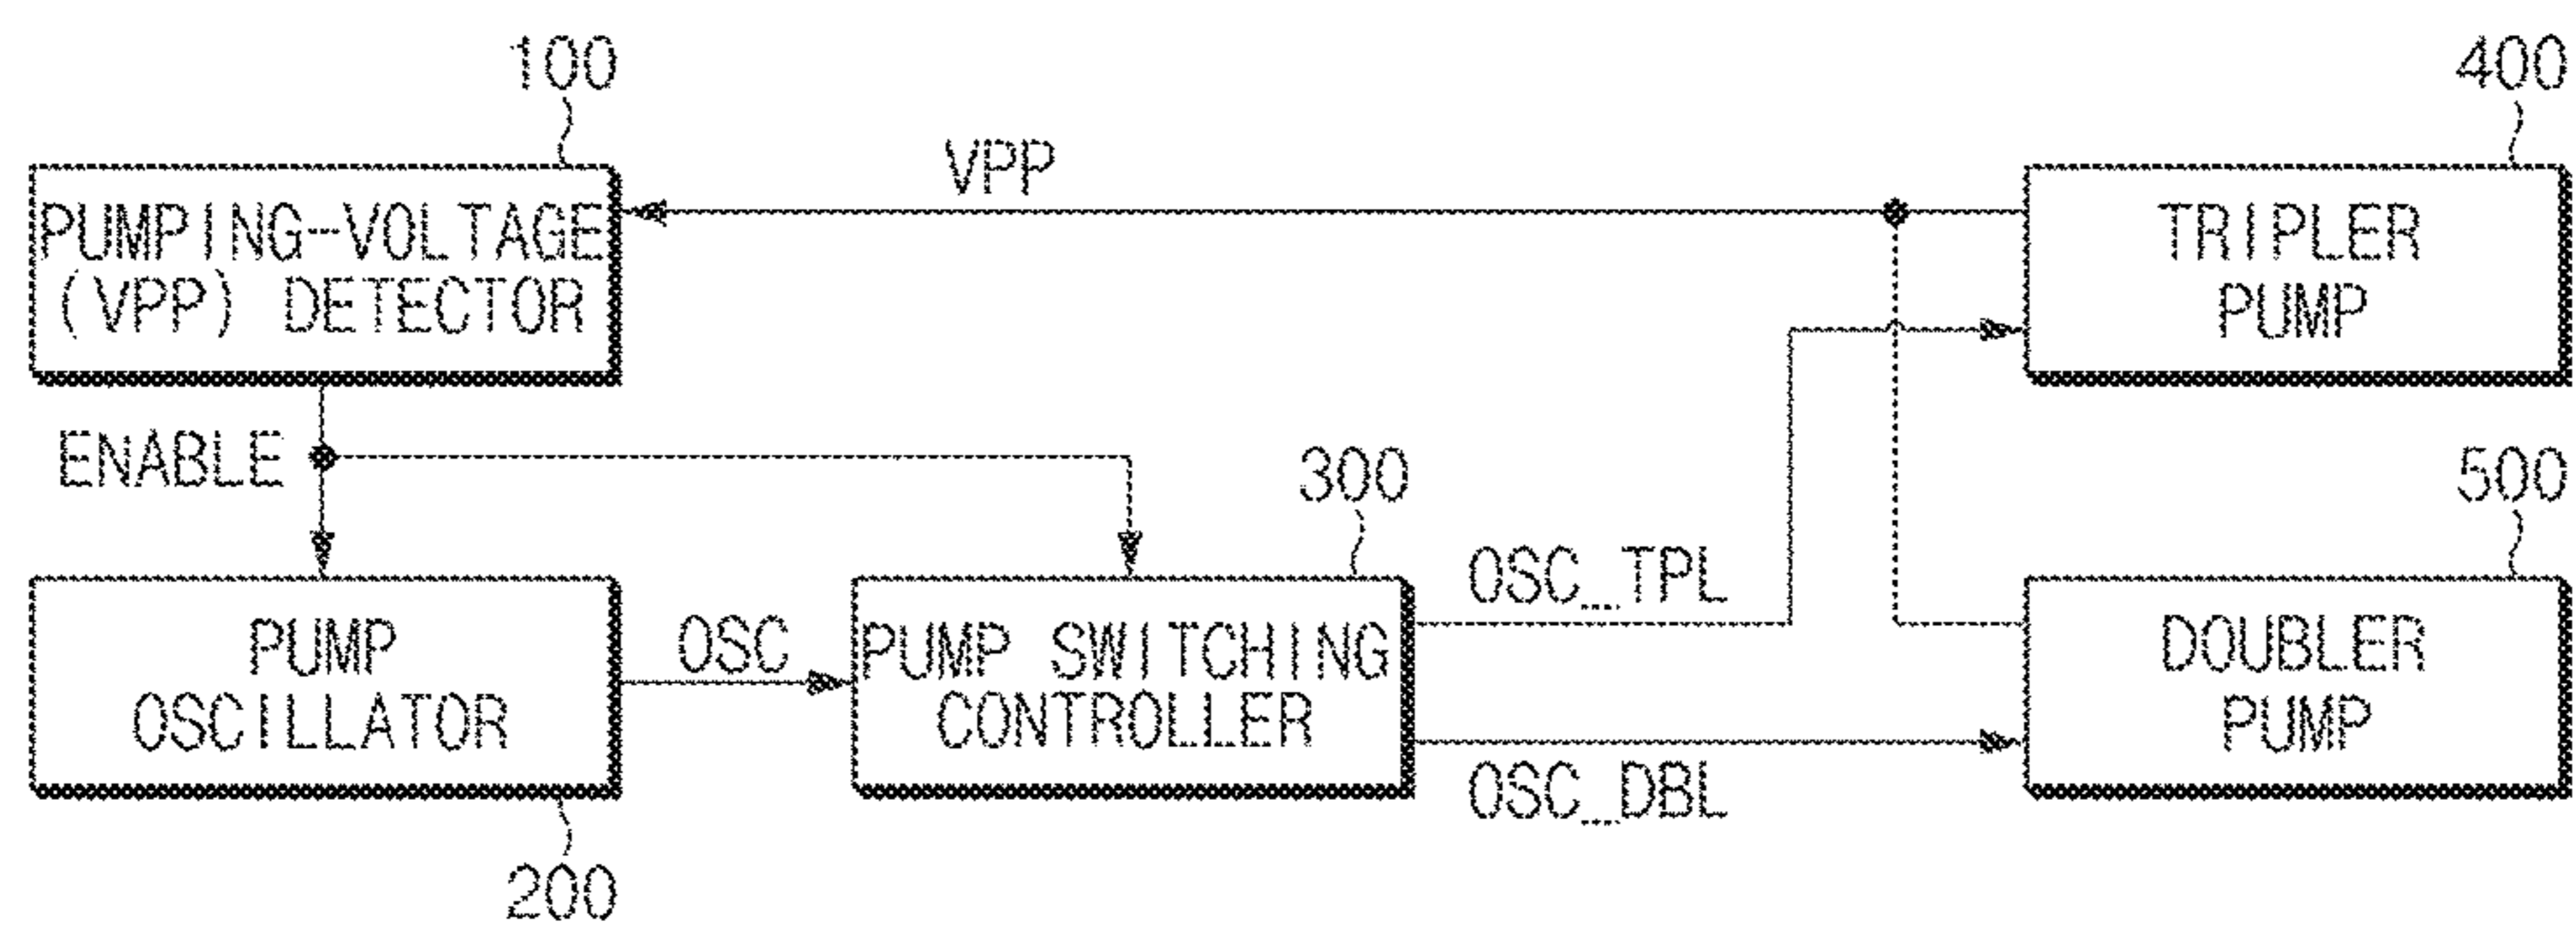 100
400
VPP
PUMPING-VOLTAGE
(VPP) DETECTOR
TRIPLER
PUMP
ENABLE
300
500
OSC_TPL
PUMP
OSCILLATOR
OSC
PUMP SWITCHING
CONTROLLER
DOUBLER
PUMP
OSC_DBL
200